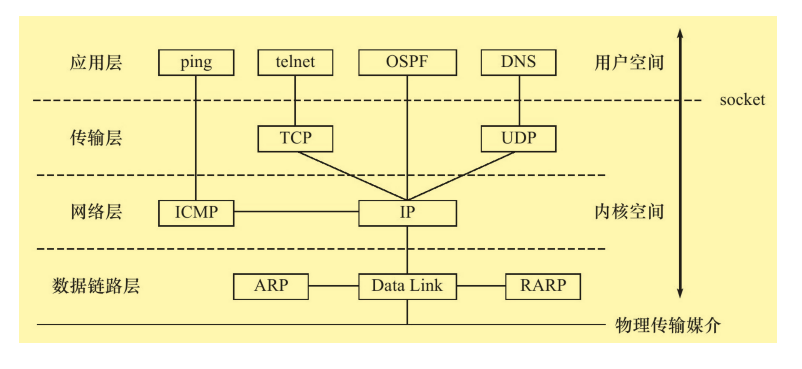 应用层 ping telnet OSPF DNS 用户空间
socket
传输层 TCP UDP
网络层 ICMP IP 内核空间
数据链路层 ARP Data Link RARP
物理传输媒介